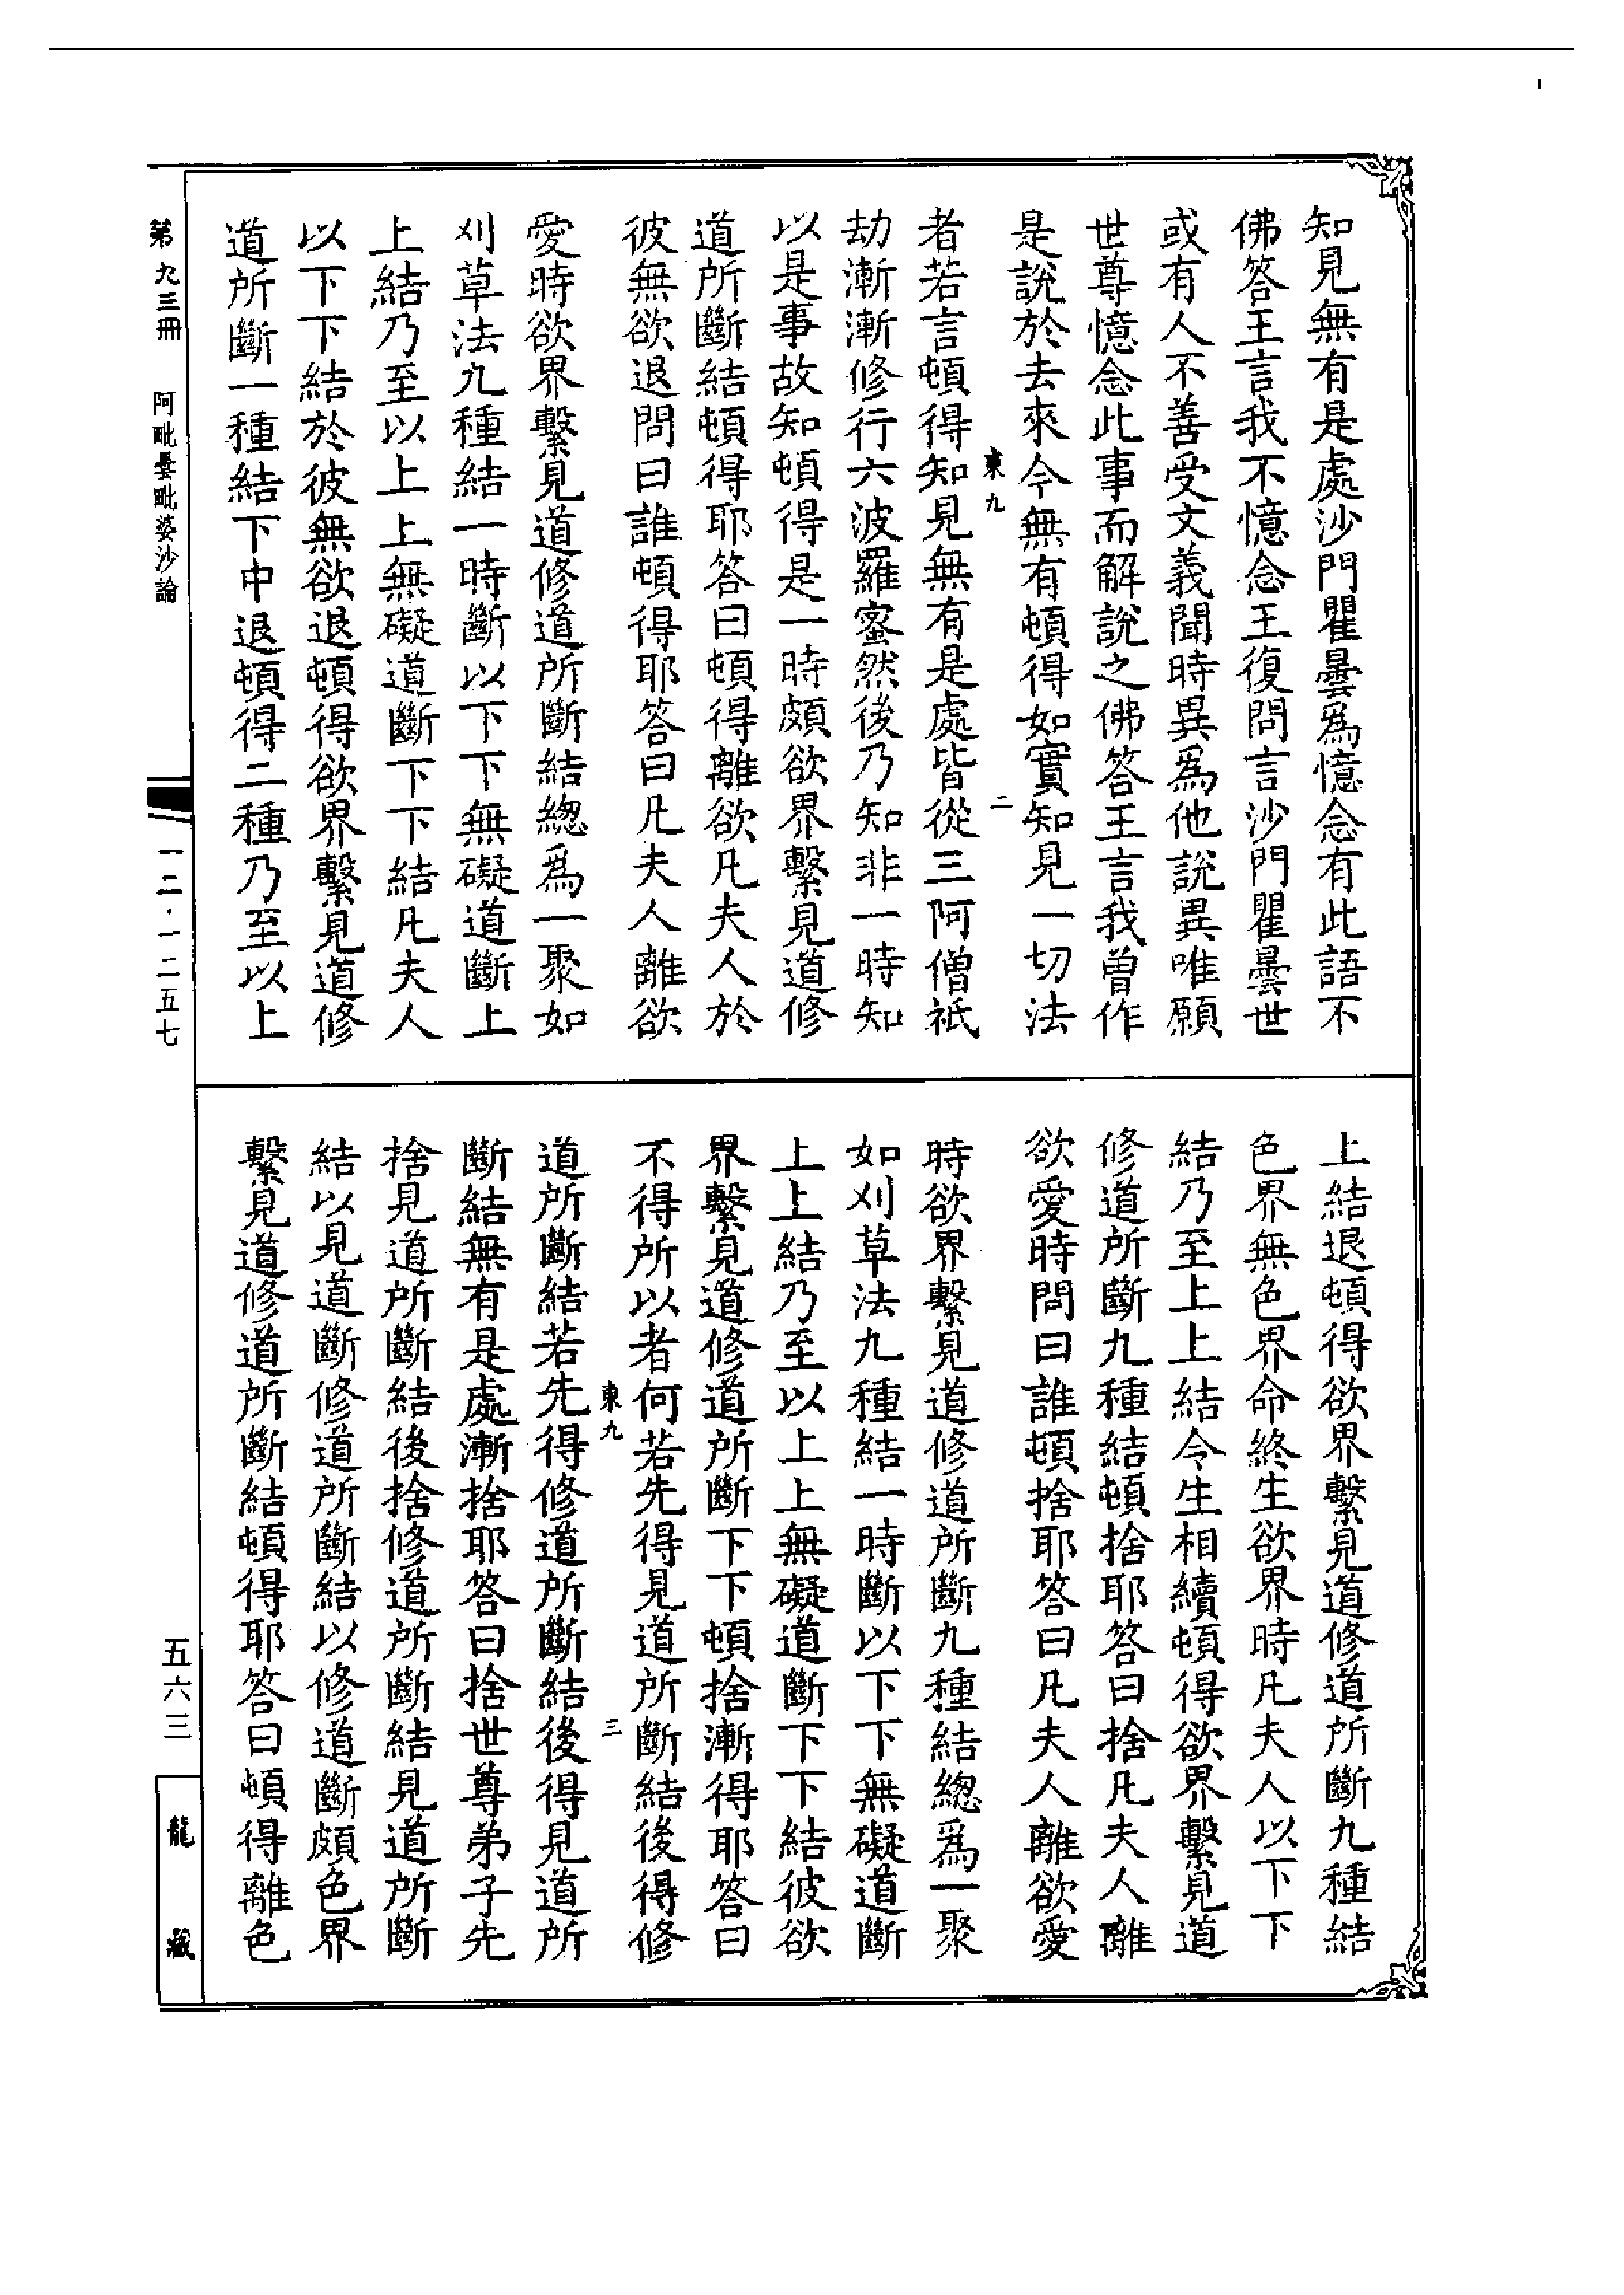 知見無有是處沙門瞿曇爲憶念有此語不
佛答王言我不憶念王復問言沙門瞿曇世
或有人不善受文義聞時異爲他說異唯願
世尊憶念此事而解說之佛答王言我曾作
是說於去來今無有頓得如實知見一切法
東九 二
者若言頓得知見無有是處皆從三阿僧祇
劫漸漸修行六波羅蜜然後乃知非一時知
以是事故知頓得是一時頗欲界繫見道修
道所斷結頓得耶答曰頓得離欲凡夫人於
彼無欲退問曰誰頓得耶答曰凡夫人離欲
愛時欲界繫見道修道所斷結總爲一聚如
刈草法九種結一時斷以下下無礙道斷上
上結乃至以上上無礙道斷下下結凡夫人
以下下結於彼無欲退頓得欲界繫見道修
道所斷一種結下中退頓得二種乃至以上
上結退頓得欲界繫見道修道所斷九種結
色界無色界命終生欲界時凡夫人以下下
結乃至上上結令生相續頓得欲界繫見道
修道所斷九種結頓捨耶答曰捨凡夫人離
欲愛時問曰誰頓捨耶答曰凡夫人離欲愛
時欲界繫見道修道所斷九種結總爲一聚
如刈草法九種結一時斷以下下無礙道斷
上上結乃至以上上無礙道斷下下結彼欲
界繫見道修道所斷下下頓捨漸得耶答曰
不得所以者何若先得見道所斷結後得修
東九 三
道所斷結若先得修道所斷結後得見道所
斷結無有是處漸捨耶答曰捨世尊弟子先
捨見道所斷結後捨修道所斷結見道所斷
結以見道斷修道所斷結以修道斷頗色界
繫見道修道所斷結頓得耶答曰頓得離色
第九三冊 阿毗曇毗婆沙論 一二·一二五七 五六三 龍藏